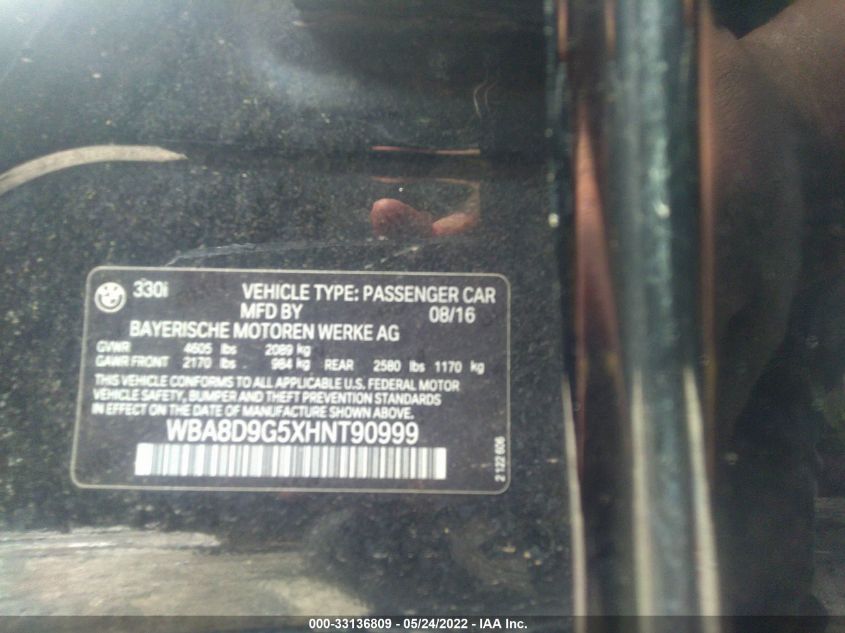 330i VEHICLE TYPE: PASSENGER CAR
MFD BY 08/16
BAYERISCHE MOTOREN WERKE AG
GVWR 4605 lbs 2089 kg
GAWR FRONT 2170 lbs 984 kg REAR 2580 lbs 1170 kg
THIS VEHICLE CONFORMS TO ALL APPLICABLE U.S. FEDERAL MOTOR
VEHICLE SAFETY, BUMPER AND THEFT PREVENTION STANDARDS
IN EFFECT ON THE DATE OF MANUFACTURE SHOWN ABOVE.
WBA8D9G5XHNT90999
2 122 606
000-33136809 - 05/24/2022 - IAA Inc.